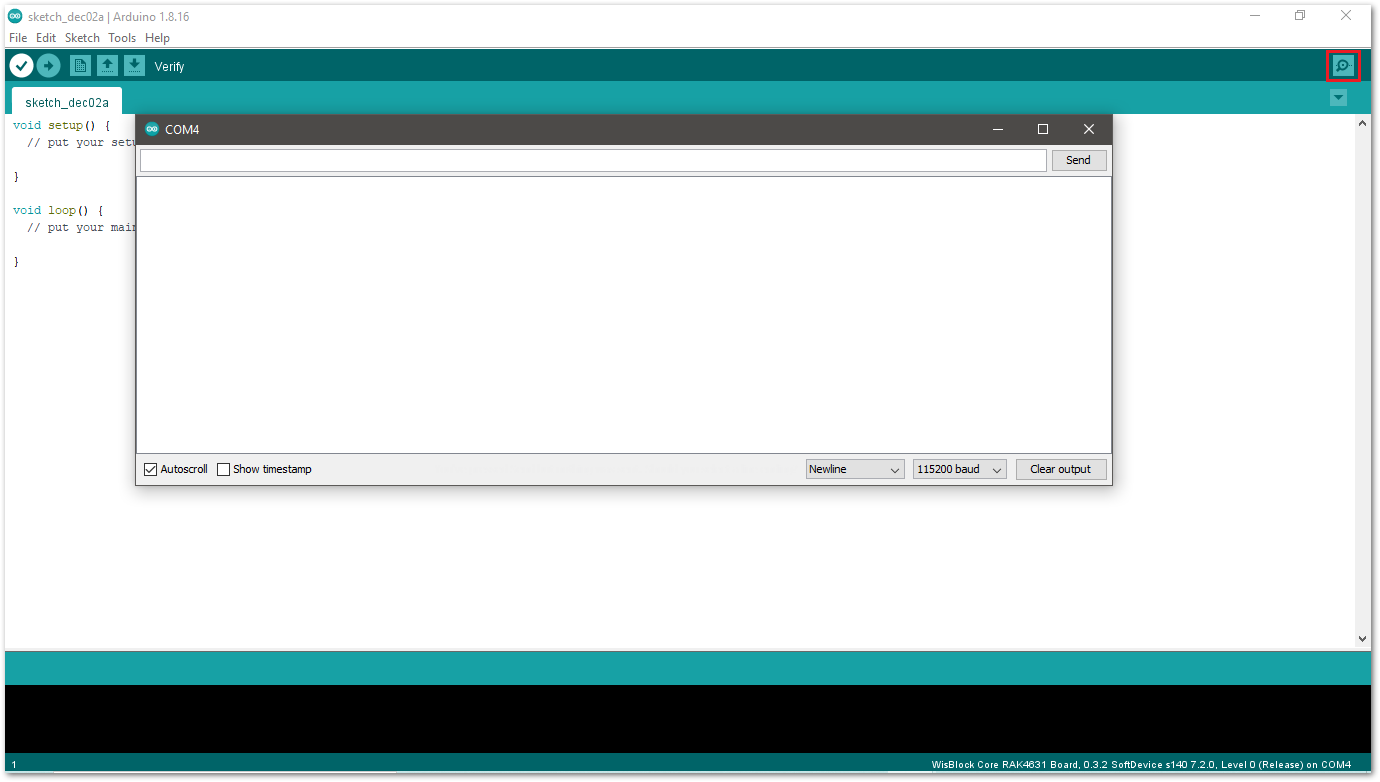 sketch_dec02a | Arduino 1.8.16
File Edit Sketch Tools Help
Verify
sketch_dec02a
void setup() {
// put your setu
}
void loop() {
// put your main
}
COM4
Send
Autoscroll Show timestamp Newline 115200 baud Clear output
1 WisBlock Core RAK4631 Board, 0.3.2 SoftDevice s140 7.2.0, Level 0 (Release) on COM4